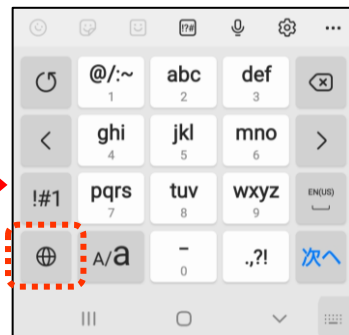 !?#
@/:~ abc def
1 2 3
ghi jkl mno
4 5 6
!#1 pqrs tuv wxyz EN(US)
7 8 9
A/a – .,?! 次へ
0